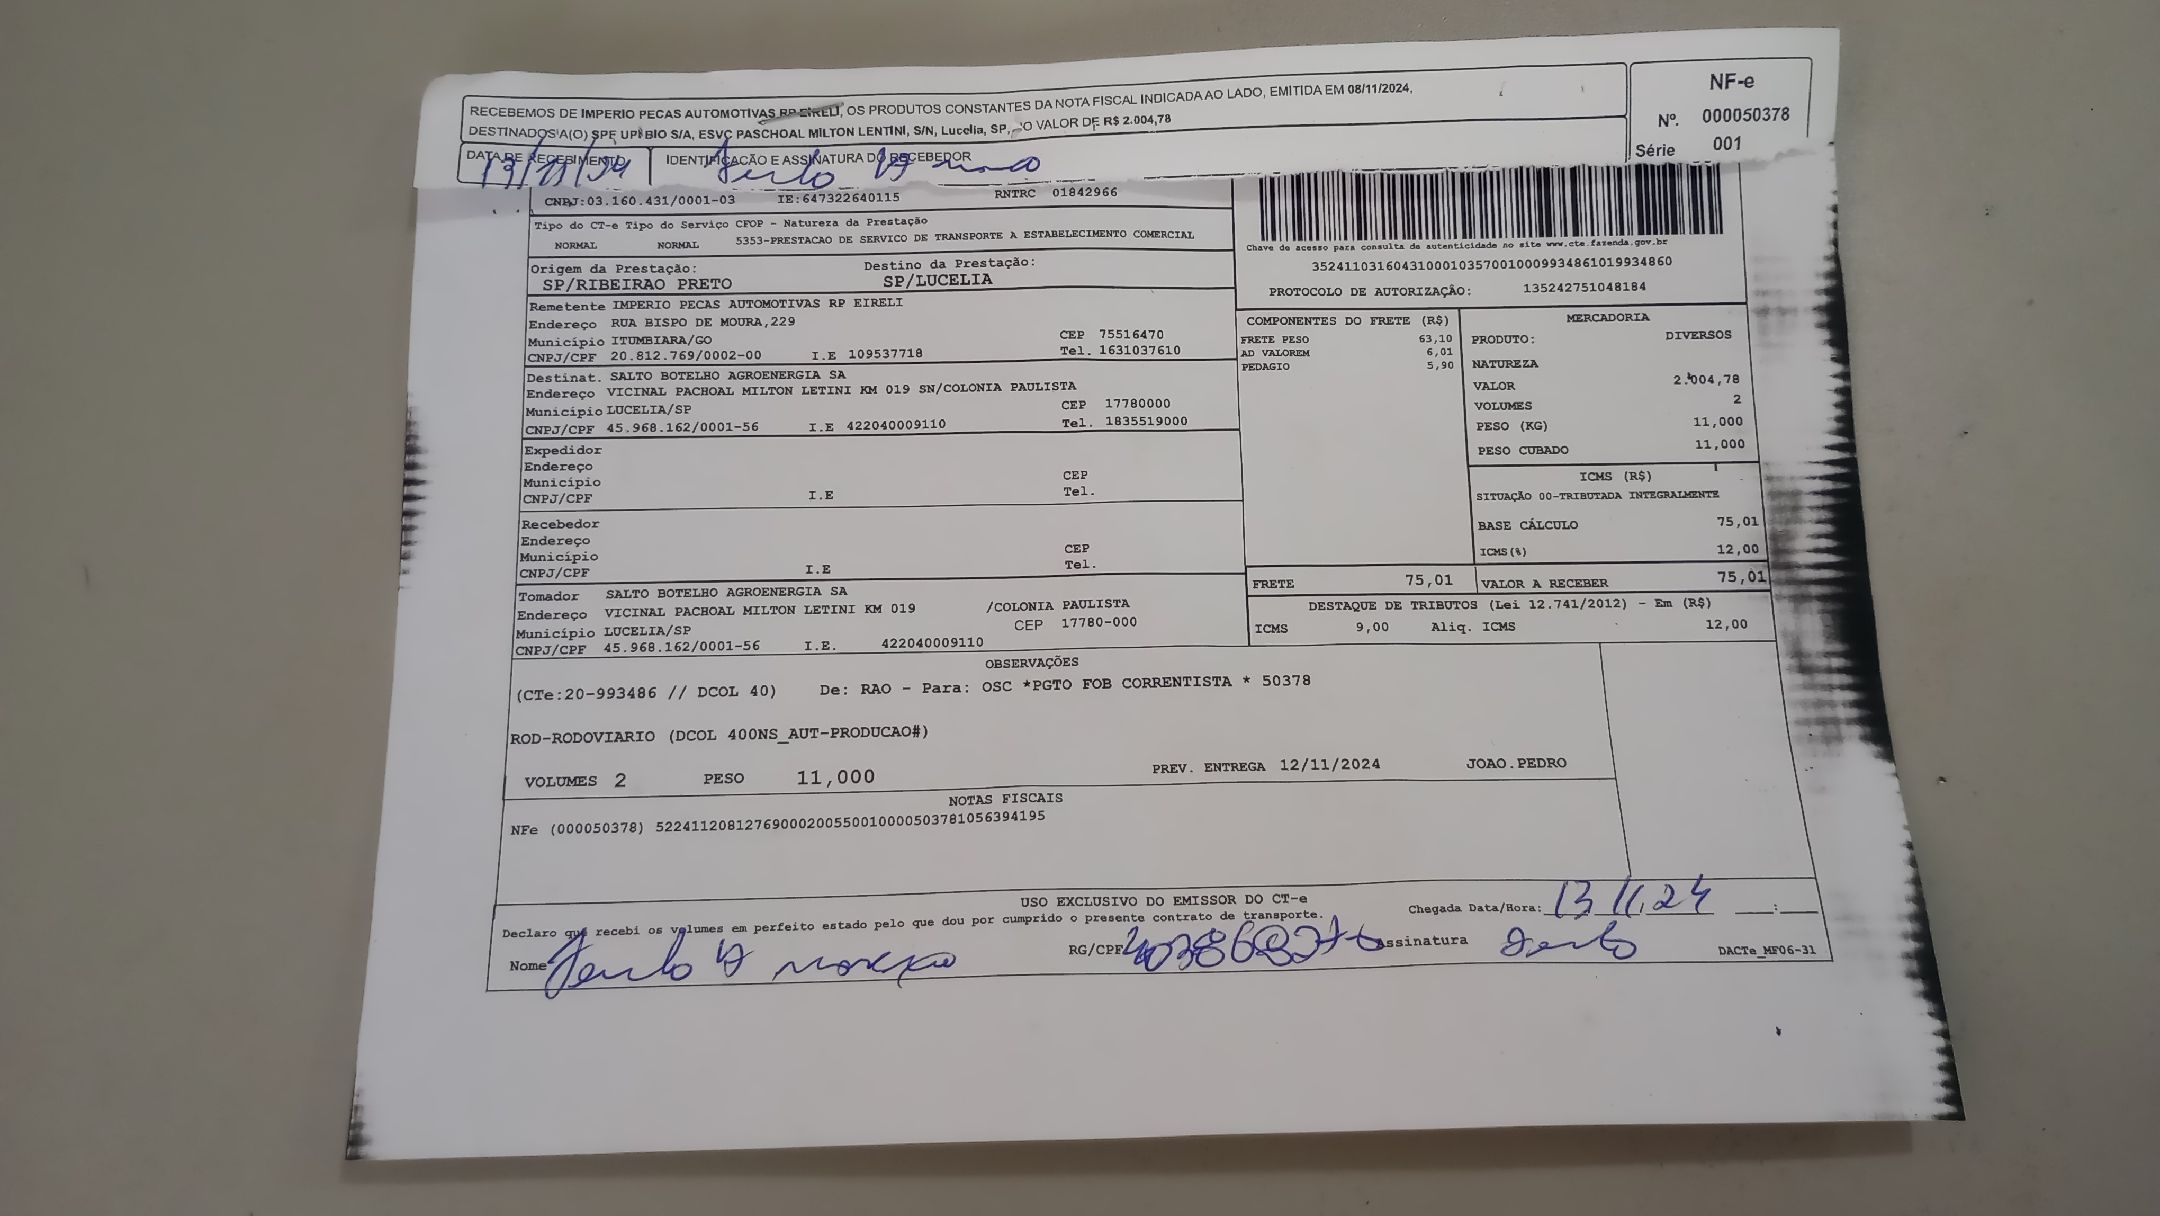 RECEBEMOS DE IMPERIO PECAS AUTOMOTIVAS RP EIRELI, OS PRODUTOS CONSTANTES DA NOTA FISCAL INDICADA AO LADO, EMITIDA EM 08/11/2024,
DESTINADOS A(O) SPE UPI BIO S/A, ESVC PASCHOAL MILTON LENTINI, S/N, Lucelia, SP, O VALOR DE R$ 2.004,78
NF-e
Nº. 000050378
Série 001
DATA DE RECEBIMENTO IDENTIFICAÇÃO E ASSINATURA DO RECEBEDOR
13/11/24
CNPJ:03.160.431/0001-03 IE:647322640115 RNTRC 01842966
Tipo do CT-e Tipo do Serviço CFOP - Natureza da Prestação
NORMAL NORMAL 5353-PRESTACAO DE SERVICO DE TRANSPORTE A ESTABELECIMENTO COMERCIAL
Chave de acesso para consulta de autenticidade no site www.cte.fazenda.gov.br
35241103160431000103570010009934861019934860
PROTOCOLO DE AUTORIZAÇÂO: 135242751048184
Origem da Prestação: Destino da Prestação:
SP/RIBEIRAO PRETO SP/LUCELIA
Remetente IMPERIO PECAS AUTOMOTIVAS RP EIRELI
Endereço RUA BISPO DE MOURA,229
Município ITUMBIARA/GO CEP 75516470
CNPJ/CPF 20.812.769/0002-00 I.E 109537718 Tel. 1631037610
Destinat. SALTO BOTELHO AGROENERGIA SA
Endereço VICINAL PACHOAL MILTON LETINI KM 019 SN/COLONIA PAULISTA
Município LUCELIA/SP CEP 17780000
CNPJ/CPF 45.968.162/0001-56 I.E 422040009110 Tel. 1835519000
Expedidor
Endereço
Município CEP
CNPJ/CPF I.E Tel.
Recebedor
Endereço
Município CEP
CNPJ/CPF I.E Tel.
Tomador SALTO BOTELHO AGROENERGIA SA
Endereço VICINAL PACHOAL MILTON LETINI KM 019 /COLONIA PAULISTA
Município LUCELIA/SP CEP 17780-000
CNPJ/CPF 45.968.162/0001-56 I.E. 422040009110
COMPONENTES DO FRETE (R$)
FRETE PESO 63,10
AD VALOREM 6,01
PEDAGIO 5,90
MERCADORIA
PRODUTO: DIVERSOS
NATUREZA
VALOR 2.004,78
VOLUMES 2
PESO (KG) 11,000
PESO CUBADO 11,000
ICMS (R$)
SITUAÇÃO 00-TRIBUTADA INTEGRALMENTE
BASE CÁLCULO 75,01
ICMS(%) 12,00
FRETE 75,01 VALOR A RECEBER 75,01
DESTAQUE DE TRIBUTOS (Lei 12.741/2012) - Em (R$)
ICMS 9,00 Aliq. ICMS 12,00
OBSERVAÇÕES
(CTe:20-993486 // DCOL 40) De: RAO - Para: OSC *PGTO FOB CORRENTISTA * 50378
ROD-RODOVIARIO (DCOL 400NS_AUT-PRODUCAO#)
VOLUMES 2 PESO 11,000 PREV. ENTREGA 12/11/2024 JOAO.PEDRO
NOTAS FISCAIS
NFe (000050378) 52241120812769000200550010000503781056394195
USO EXCLUSIVO DO EMISSOR DO CT-e
Declaro que recebi os volumes em perfeito estado pelo que dou por cumprido o presente contrato de transporte. Chegada Data/Hora: 13 11 24 :
Nome RG/CPF Assinatura DACTe_MF06-31